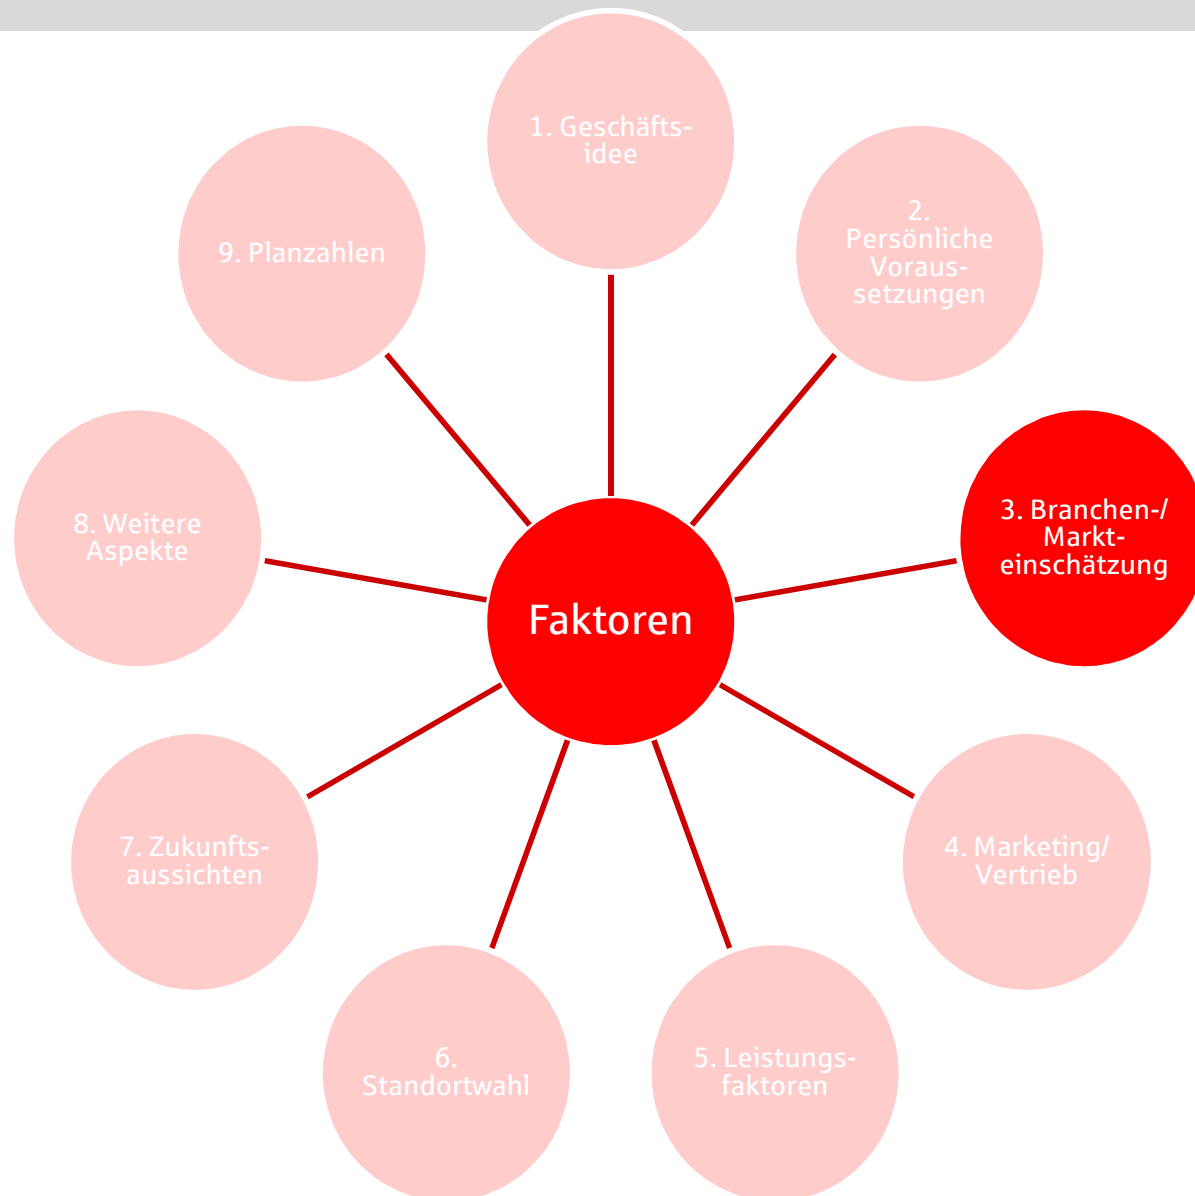 1. Geschäfts-
idee
2.
Persönliche
Voraus-
setzungen
3. Branchen-/
Markt-
einschätzung
4. Marketing/
Vertrieb
5. Leistungs-
faktoren
6.
Standortwahl
7. Zukunfts-
aussichten
8. Weitere
Aspekte
9. Planzahlen
Faktoren